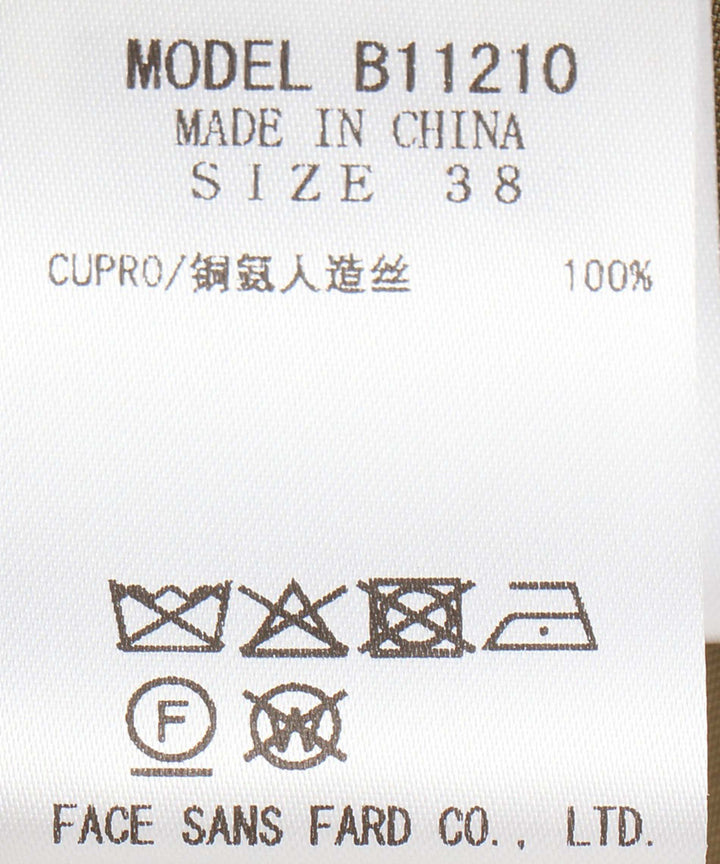 MODEL B11210
MADE IN CHINA
SIZE 38
CUPRO/铜氨人造丝 100%
F
W
FACE SANS FARD CO., LTD.